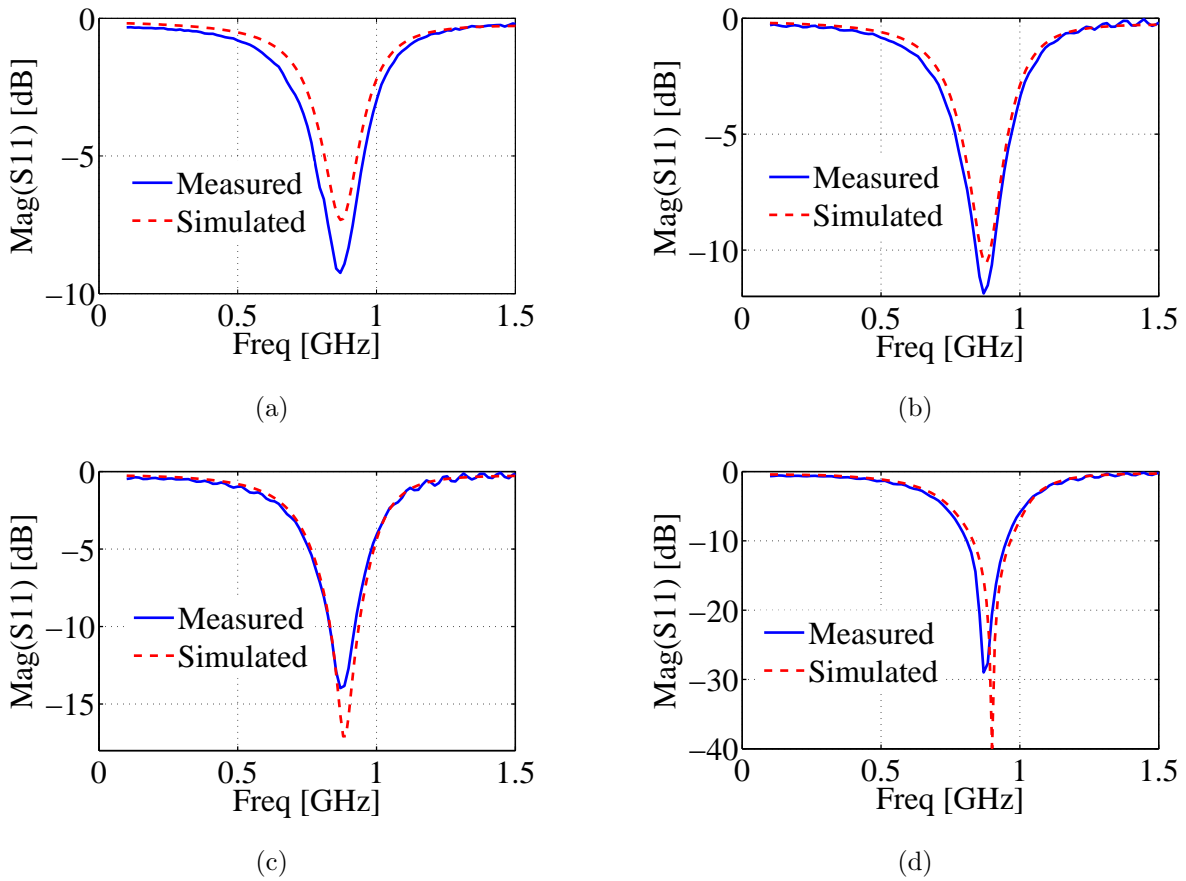 0
−5
−10
Mag(S11) [dB]
Measured
Simulated
0 0.5 1 1.5
Freq [GHz]
(a)
0
−5
−10
Mag(S11) [dB]
Measured
Simulated
0 0.5 1 1.5
Freq [GHz]
(b)
0
−5
−10
−15
Mag(S11) [dB]
Measured
Simulated
0 0.5 1 1.5
Freq [GHz]
(c)
0
−10
−20
−30
−40
Mag(S11) [dB]
Measured
Simulated
0 0.5 1 1.5
Freq [GHz]
(d)